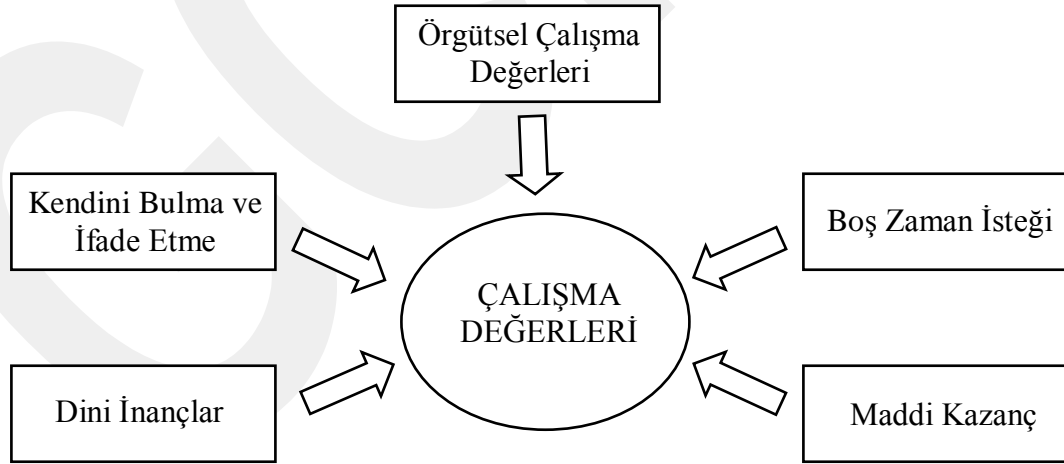 Örgütsel Çalışma
Değerleri
Kendini Bulma ve
İfade Etme
Boş Zaman İsteği
ÇALIŞMA
DEĞERLERİ
Dini İnançlar
Maddi Kazanç